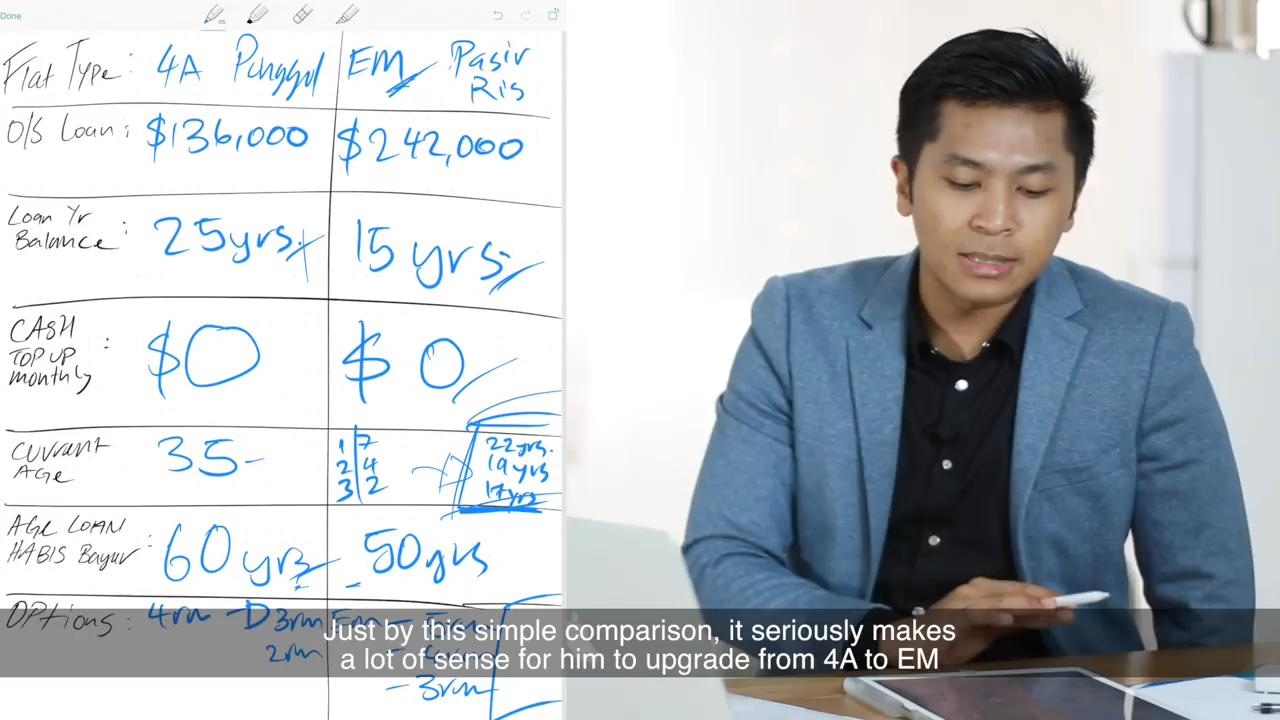 Done
Flat Type: 4A Punggol EM Pasir Ris
O/S Loan: $136,000 $242,000
Loan Yr Balance: 25yrs. 15 yrs.
CASH TOP UP monthly: $0 $0
Current Age 35 1 7 22yrs.
2 4 19yrs
3 2 17yrs
AGE LOAN HABIS Bayar: 60 yrs 50yrs
OPTIONS: 4rm 3rm Em
2rm
- 3rm
Just by this simple comparison, it seriously makes
a lot of sense for him to upgrade from 4A to EM